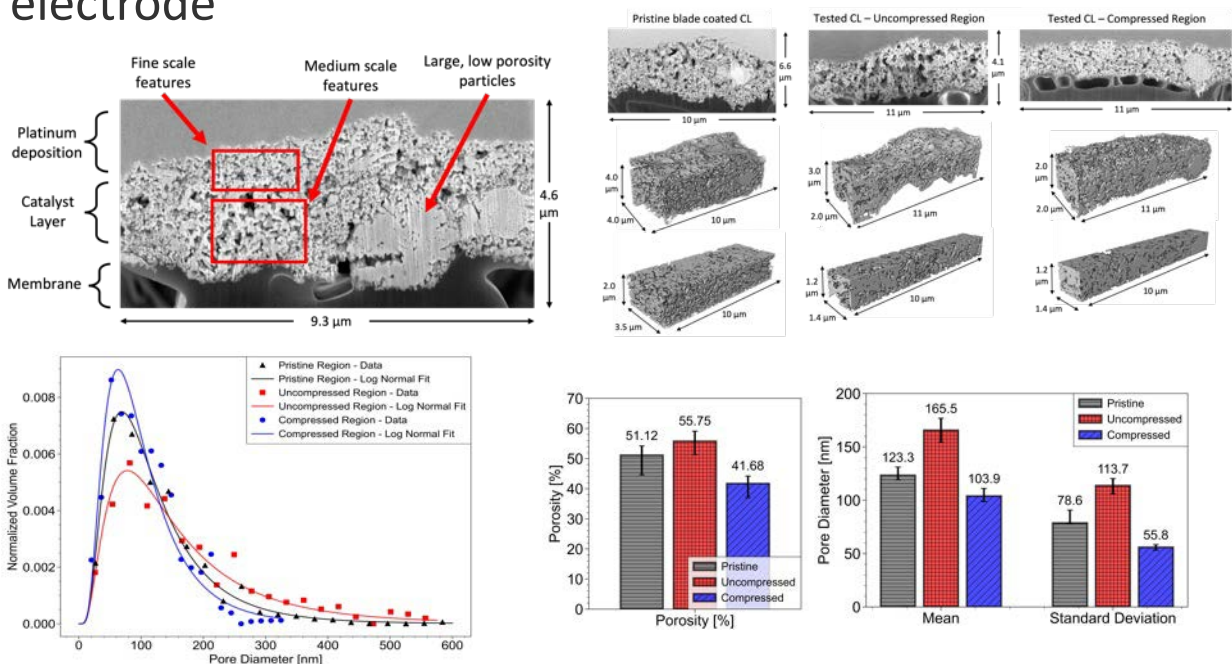 electrode
Fine scale
features
Medium scale
features
Large, low porosity
particles
Platinum
deposition
Catalyst
Layer
Membrane
4.6
µm
9.3 µm
Pristine blade coated CL
Tested CL – Uncompressed Region
Tested CL – Compressed Region
6.6
µm
10 µm
4.1
µm
11 µm
11 µm
4.0
µm
4.0 µm
10 µm
3.0
µm
2.0 µm
11 µm
2.0
µm
2.0 µm
11 µm
2.0
µm
3.5 µm
10 µm
1.2
µm
1.4 µm
10 µm
1.2
µm
1.4 µm
10 µm
Normalized Volume Fraction
0.008
0.006
0.004
0.002
0.000
0 100 200 300 400 500 600
Pore Diameter [nm]
Pristine Region - Data
Pristine Region - Log Normal Fit
Uncompressed Region - Data
Uncompressed Region - Log Normal Fit
Compressed Region - Data
Compressed Region - Log Normal Fit
Porosity [%]
70
60
50
40
30
20
10
0
51.12
55.75
41.68
Pristine
Uncompressed
Compressed
Porosity [%]
Pore Diameter [nm]
200
150
100
50
0
123.3
165.5
103.9
78.6
113.7
55.8
Pristine
Uncompressed
Compressed
Mean
Standard Deviation